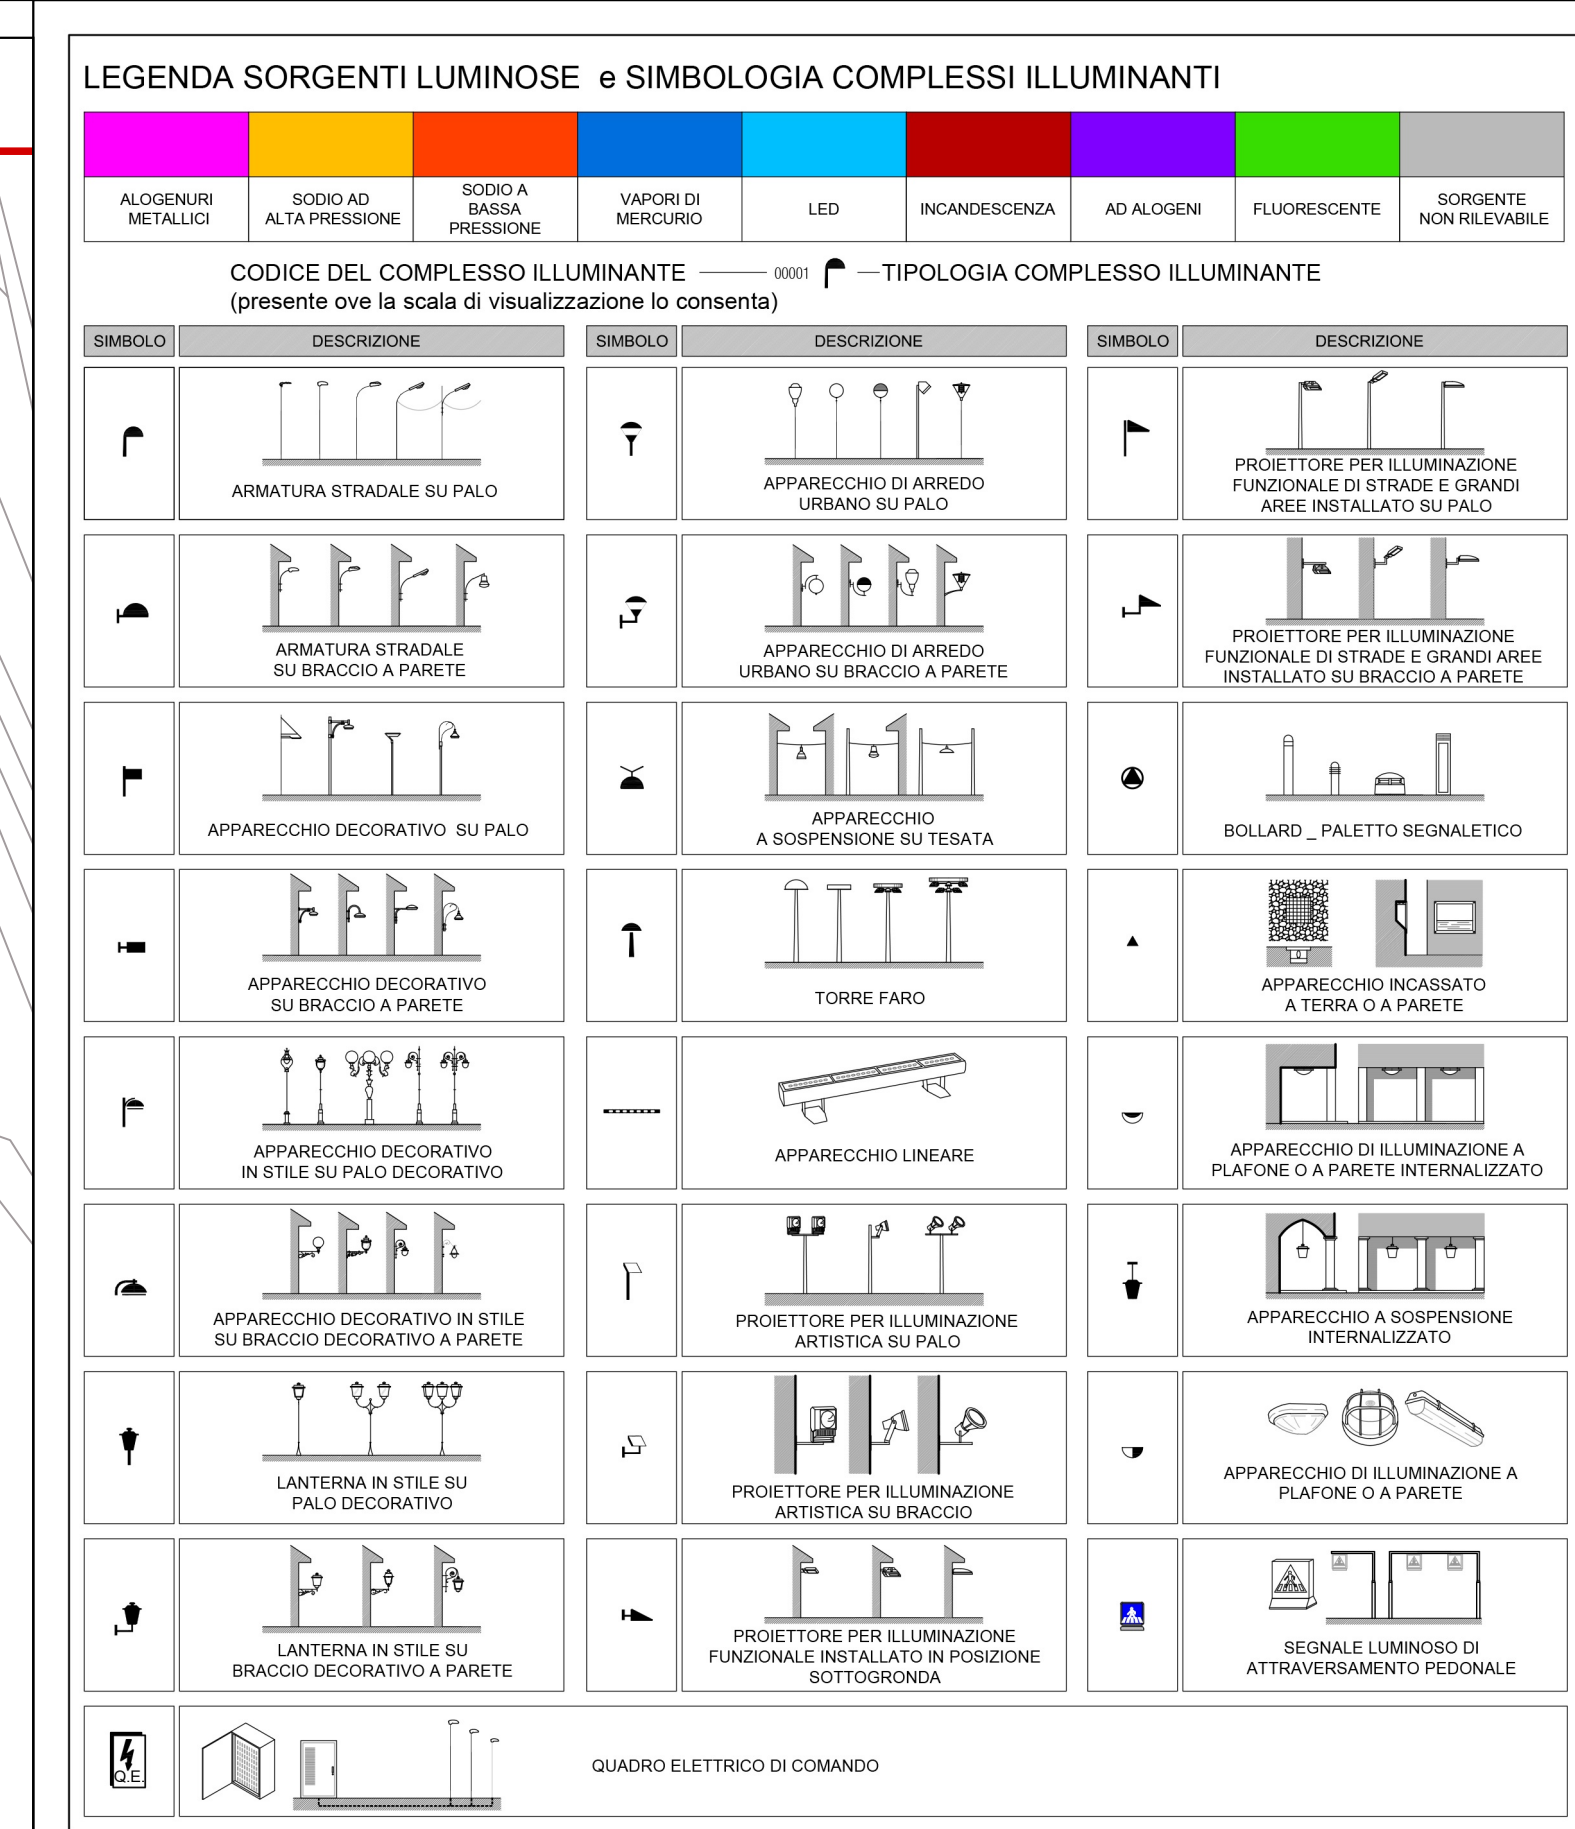 LEGENDA SORGENTI LUMINOSE e SIMBOLOGIA COMPLESSI ILLUMINANTI
ALOGENURI
METALLICI
SODIO AD
ALTA PRESSIONE
SODIO A
BASSA
PRESSIONE
VAPORI DI
MERCURIO
LED
INCANDESCENZA
AD ALOGENI
FLUORESCENTE
SORGENTE
NON RILEVABILE
CODICE DEL COMPLESSO ILLUMINANTE 00001 TIPOLOGIA COMPLESSO ILLUMINANTE
(presente ove la scala di visualizzazione lo consenta)
SIMBOLO DESCRIZIONE SIMBOLO DESCRIZIONE SIMBOLO DESCRIZIONE
ARMATURA STRADALE SU PALO
APPARECCHIO DI ARREDO
URBANO SU PALO
PROIETTORE PER ILLUMINAZIONE
FUNZIONALE DI STRADE E GRANDI
AREE INSTALLATO SU PALO
ARMATURA STRADALE
SU BRACCIO A PARETE
APPARECCHIO DI ARREDO
URBANO SU BRACCIO A PARETE
PROIETTORE PER ILLUMINAZIONE
FUNZIONALE DI STRADE E GRANDI AREE
INSTALLATO SU BRACCIO A PARETE
APPARECCHIO DECORATIVO SU PALO
APPARECCHIO
A SOSPENSIONE SU TESATA
BOLLARD _ PALETTO SEGNALETICO
APPARECCHIO DECORATIVO
SU BRACCIO A PARETE
TORRE FARO
APPARECCHIO INCASSATO
A TERRA O A PARETE
APPARECCHIO DECORATIVO
IN STILE SU PALO DECORATIVO
APPARECCHIO LINEARE
APPARECCHIO DI ILLUMINAZIONE A
PLAFONE O A PARETE INTERNALIZZATO
APPARECCHIO DECORATIVO IN STILE
SU BRACCIO DECORATIVO A PARETE
PROIETTORE PER ILLUMINAZIONE
ARTISTICA SU PALO
APPARECCHIO A SOSPENSIONE
INTERNALIZZATO
LANTERNA IN STILE SU
PALO DECORATIVO
PROIETTORE PER ILLUMINAZIONE
ARTISTICA SU BRACCIO
APPARECCHIO DI ILLUMINAZIONE A
PLAFONE O A PARETE
LANTERNA IN STILE SU
BRACCIO DECORATIVO A PARETE
PROIETTORE PER ILLUMINAZIONE
FUNZIONALE INSTALLATO IN POSIZIONE
SOTTOGRONDA
SEGNALE LUMINOSO DI
ATTRAVERSAMENTO PEDONALE
Q.E.
QUADRO ELETTRICO DI COMANDO